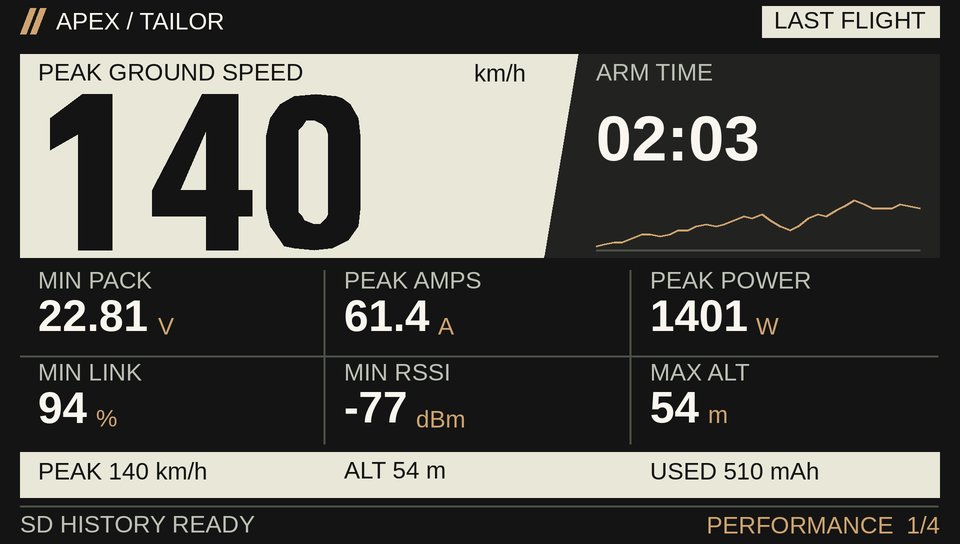 APEX / TAILOR
LAST FLIGHT
PEAK GROUND SPEED
km/h
140
ARM TIME
02:03
MIN PACK
22.81 V
PEAK AMPS
61.4 A
PEAK POWER
1401 W
MIN LINK
94 %
MIN RSSI
-77 dBm
MAX ALT
54 m
PEAK 140 km/h
ALT 54 m
USED 510 mAh
SD HISTORY READY
PERFORMANCE 1/4